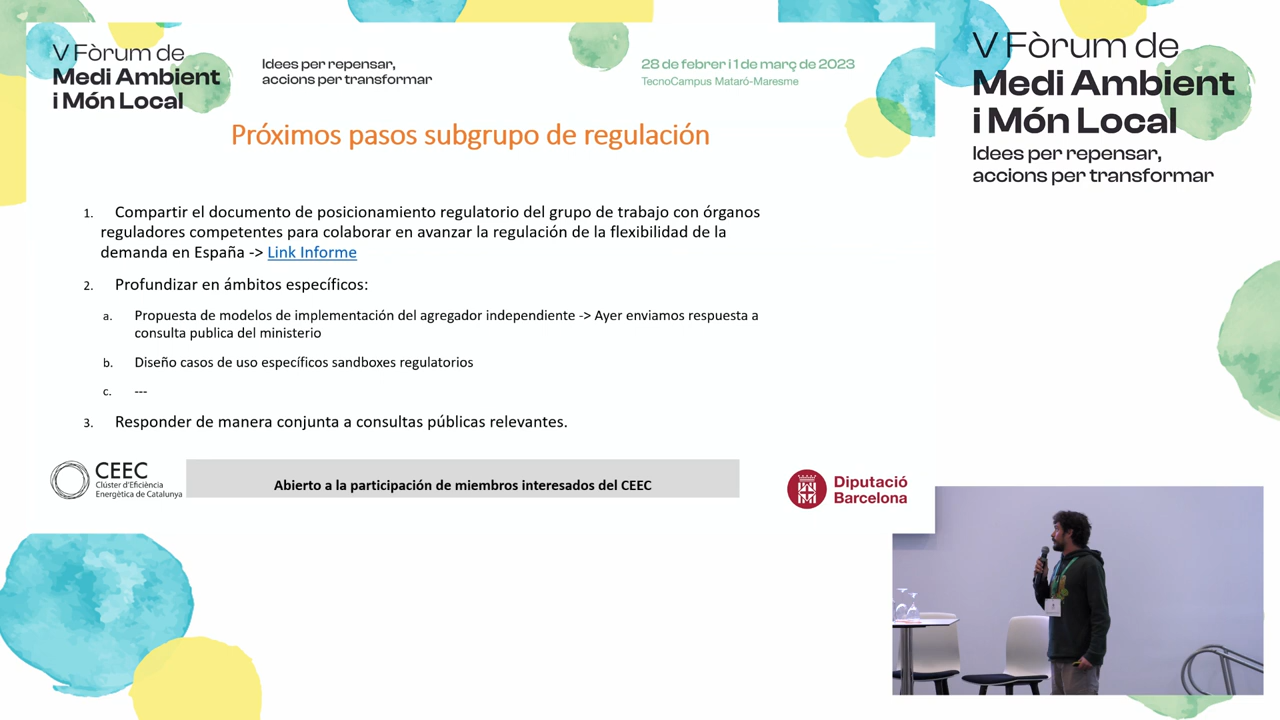 V Fòrum de
Medi Ambient
i Món Local
Idees per repensar,
accions per transformar
28 de febrer i 1 de març de 2023
TecnoCampus Mataró-Maresme
Próximos pasos subgrupo de regulación
1. Compartir el documento de posicionamiento regulatorio del grupo de trabajo con órganos
reguladores competentes para colaborar en avanzar la regulación de la flexibilidad de la
demanda en España -> Link Informe
2. Profundizar en ámbitos específicos:
a. Propuesta de modelos de implementación del agregador independiente -> Ayer enviamos respuesta a
consulta publica del ministerio
b. Diseño casos de uso específicos sandboxes regulatorios
c. ---
3. Responder de manera conjunta a consultas públicas relevantes.
CEEC
Clúster d'Eficiència
Energètica de Catalunya
Abierto a la participación de miembros interesados del CEEC
Diputació
Barcelona
V Fòrum de
Medi Ambient
i Món Local
Idees per repensar,
accions per transformar